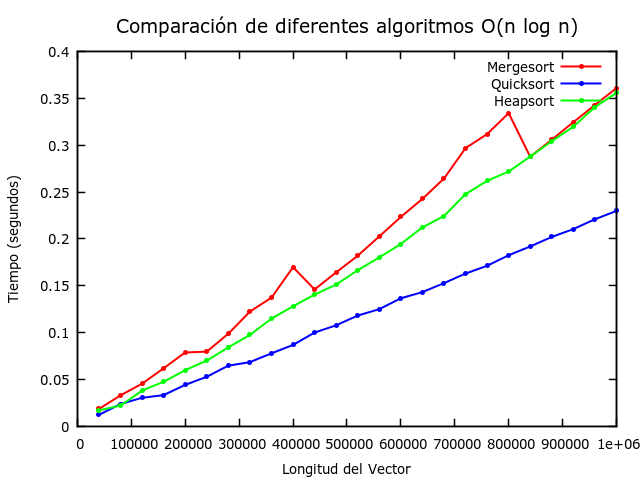 Comparación de diferentes algoritmos O(n log n)
Mergesort
Quicksort
Heapsort
0.4
0.35
0.3
0.25
0.2
0.15
0.1
0.05
0
Tiempo (segundos)
0 100000 200000 300000 400000 500000 600000 700000 800000 900000 1e+06
Longitud del Vector